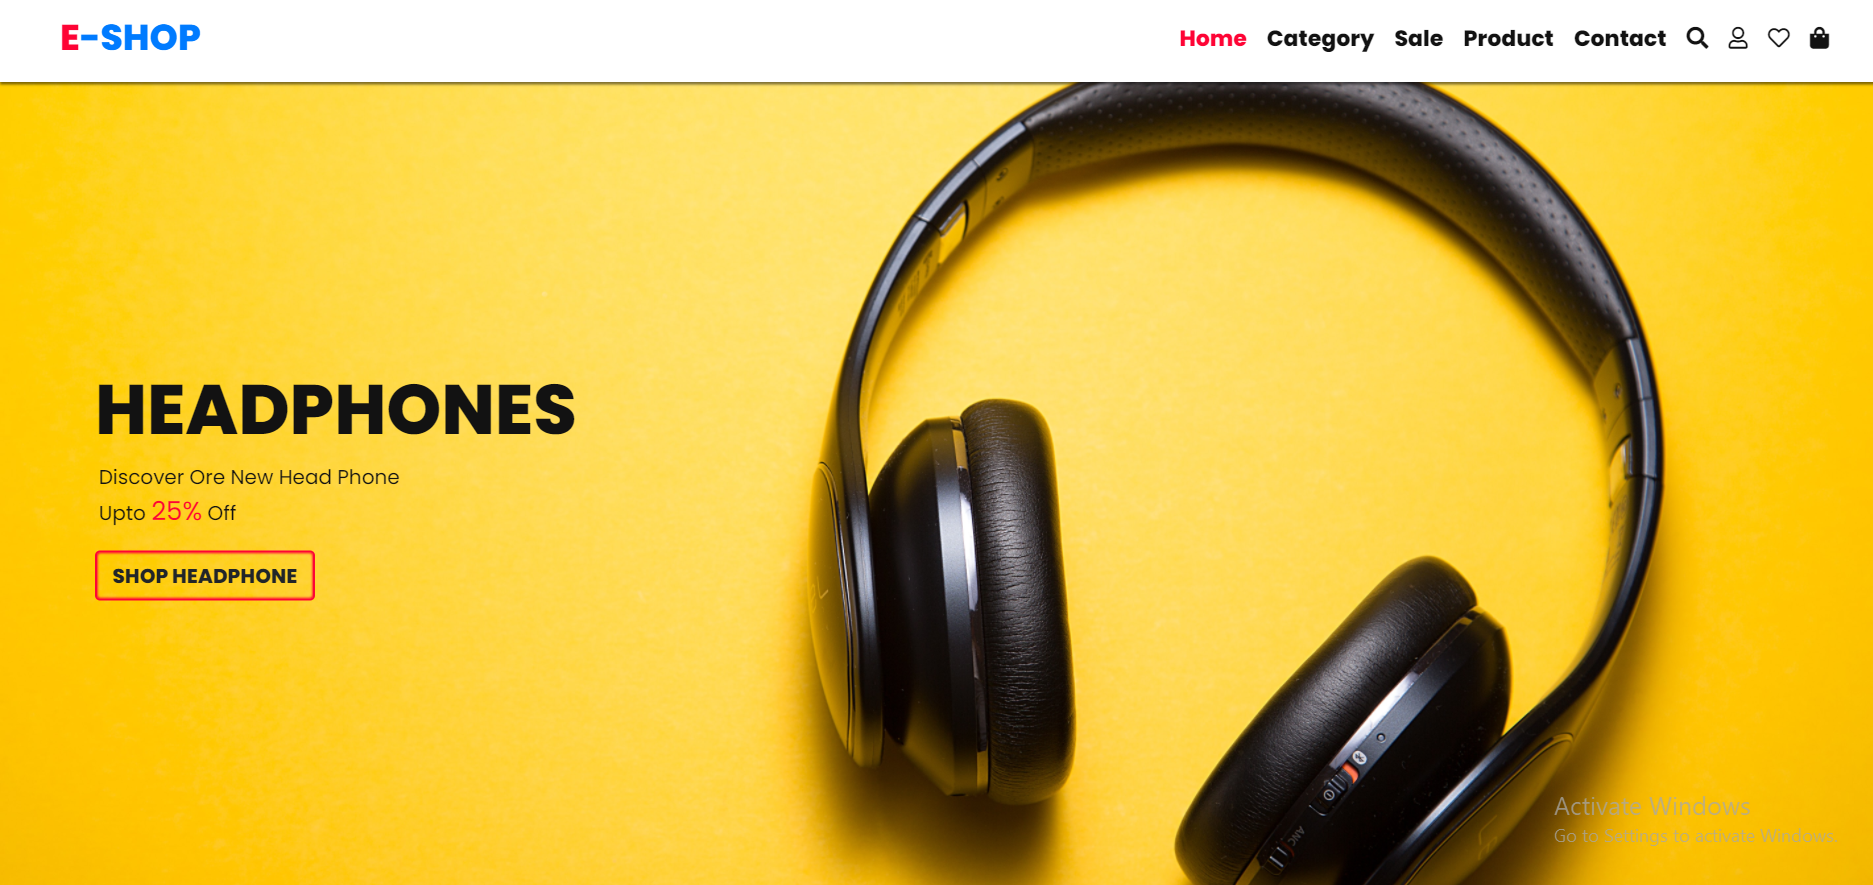 E-SHOP
Home Category Sale Product Contact
HEADPHONES
Discover Ore New Head Phone
Upto 25% Off
SHOP HEADPHONE
ANC
Activate Windows
Go to Settings to activate Windows.